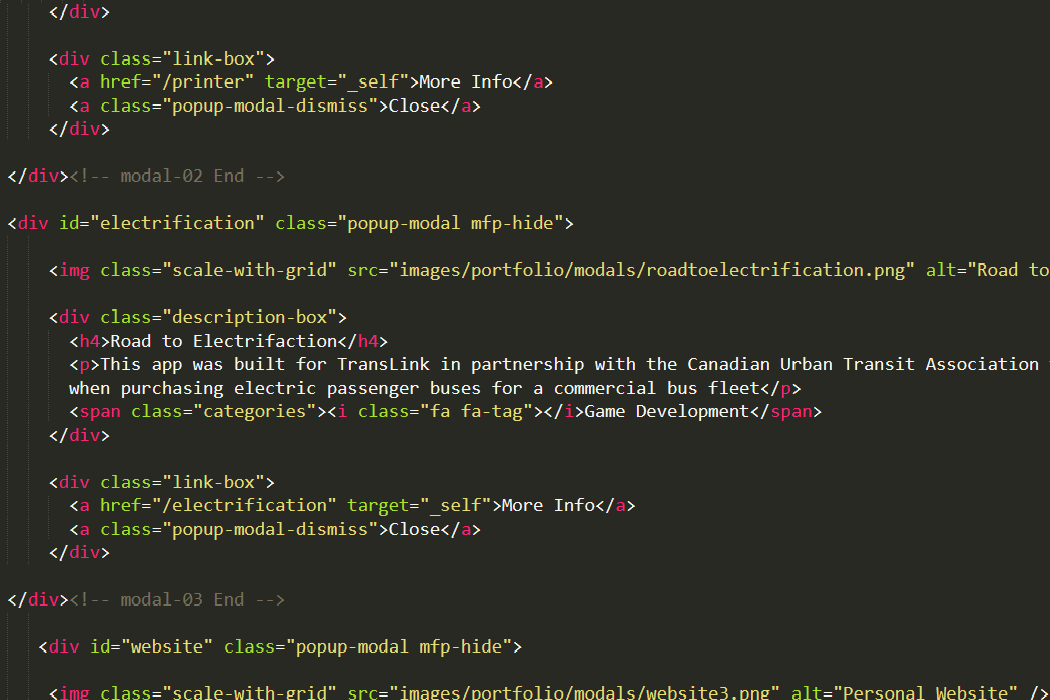 </div>
<div class="link-box">
<a href="/printer" target="_self">More Info</a>
<a class="popup-modal-dismiss">Close</a>
</div>
</div><!-- modal-02 End -->
<div id="electrification" class="popup-modal mfp-hide">
<img class="scale-with-grid" src="images/portfolio/modals/roadtoelectrification.png" alt="Road to
<div class="description-box">
<h4>Road to Electrifaction</h4>
<p>This app was built for TransLink in partnership with the Canadian Urban Transit Association
when purchasing electric passenger buses for a commercial bus fleet</p>
<span class="categories"><i class="fa fa-tag"></i>Game Development</span>
</div>
<div class="link-box">
<a href="/electrification" target="_self">More Info</a>
<a class="popup-modal-dismiss">Close</a>
</div>
</div><!-- modal-03 End -->
<div id="website" class="popup-modal mfp-hide">
<img class="scale-with-grid" src="images/portfolio/modals/website3.png" alt="Personal Website" />